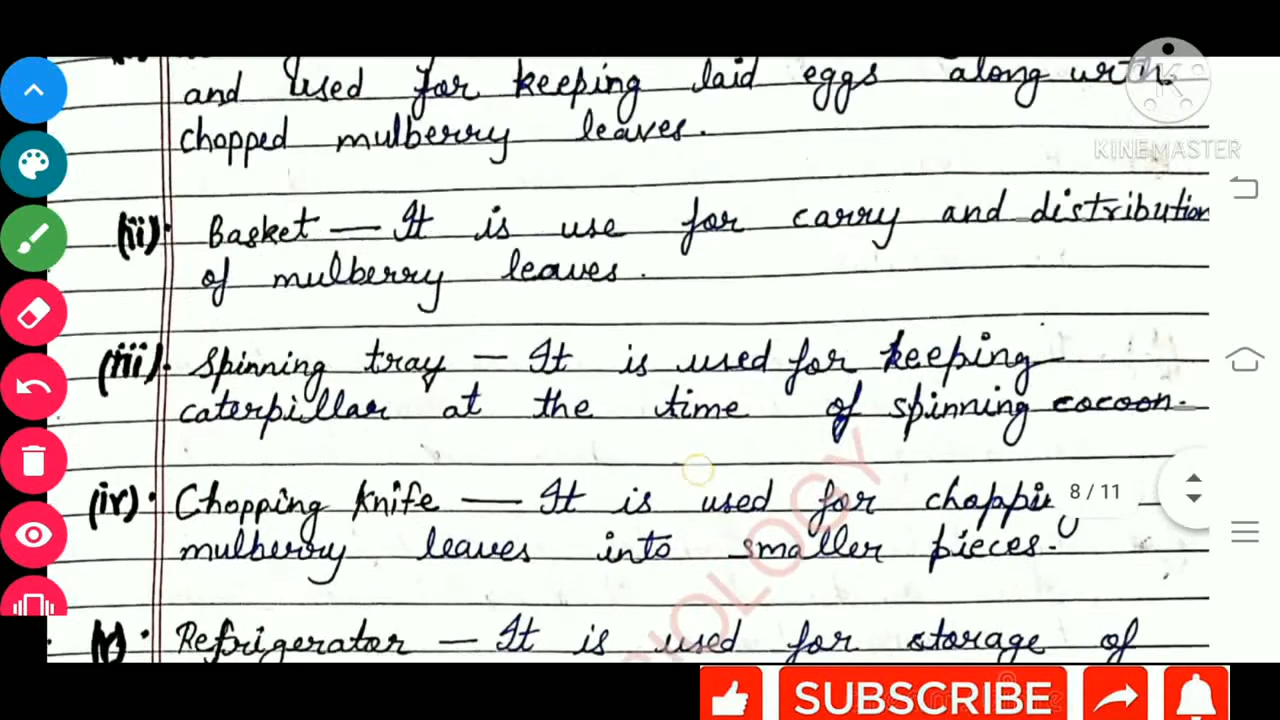 and used for keeping laid eggs along with
chopped mulberry leaves.
KINEMASTER
(ii). Basket — It is use for carry and distribution
of mulberry leaves.
(iii). Spinning tray — It is used for keeping
caterpillar at the time of spinning cocoon.
(iv). Chopping knife — It is used for
8 / 11
mulberry leaves into smaller pieces.
Refrigerator — It is used for storage of
SUBSCRIBE